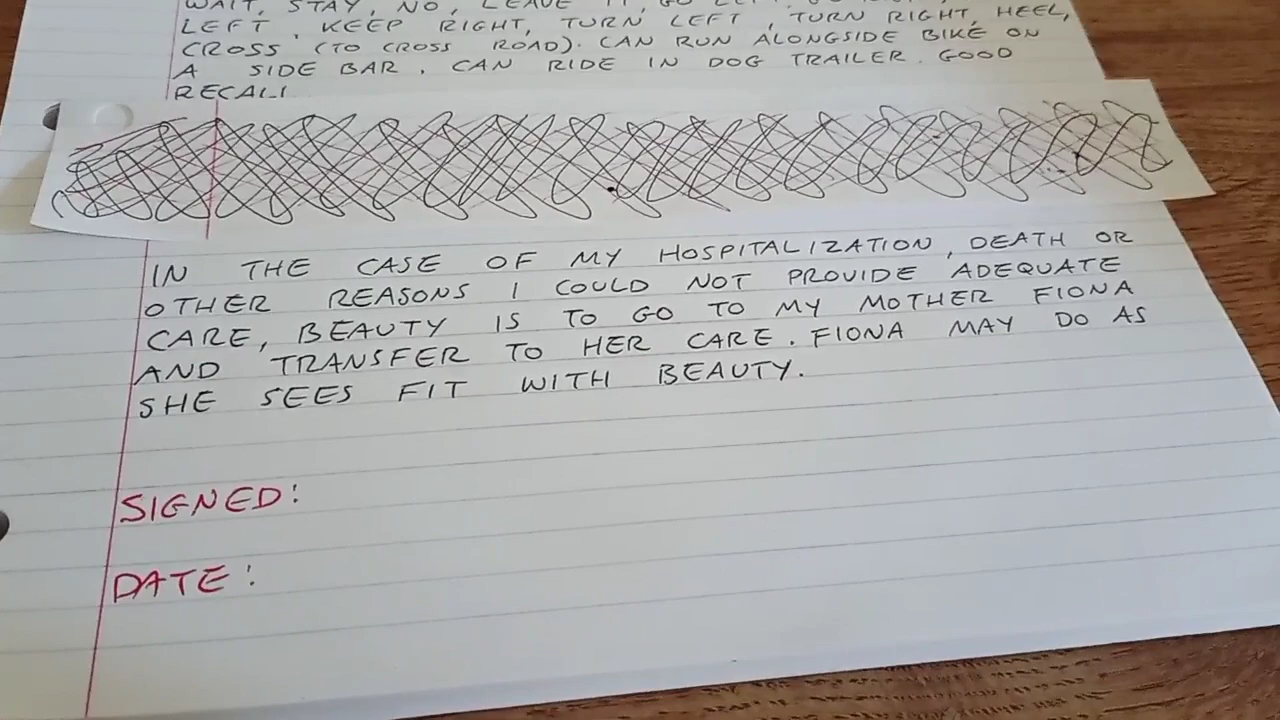 WAIT, STAY, NO, LEAVE IT, GO LEFT,
LEFT, KEEP RIGHT, TURN LEFT, TURN RIGHT, HEEL,
CROSS (TO CROSS ROAD). CAN RUN ALONGSIDE BIKE ON
A SIDE BAR. CAN RIDE IN DOG TRAILER. GOOD
RECALL
IN THE CASE OF MY HOSPITALIZATION, DEATH OR
OTHER REASONS I COULD NOT PROVIDE ADEQUATE
CARE, BEAUTY IS TO GO TO MY MOTHER FIONA
AND TRANSFER TO HER CARE. FIONA MAY DO AS
SHE SEES FIT WITH BEAUTY.
SIGNED:
DATE: